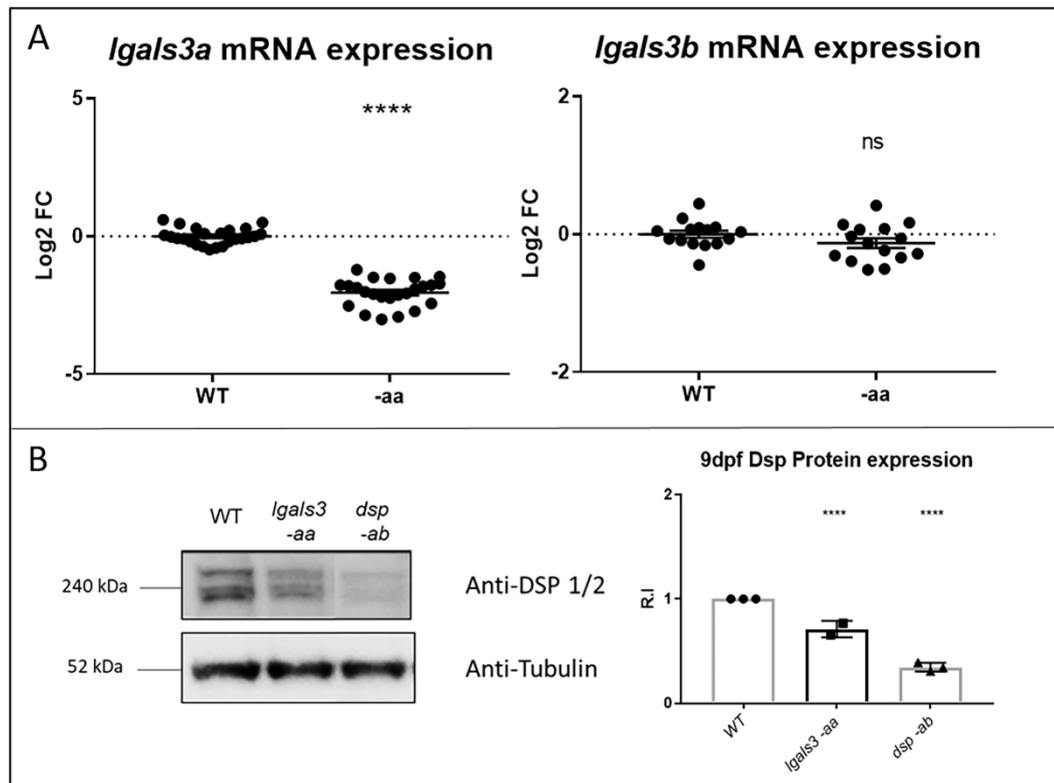 A
lgals3a mRNA expression
5
0
-5
Log2 FC
****
WT
-aa
lgals3b mRNA expression
2
0
-2
Log2 FC
ns
WT
-aa
B
WT
lgals3
-aa
dsp
-ab
240 kDa
Anti-DSP 1/2
52 kDa
Anti-Tubulin
9dpf Dsp Protein expression
2
1
0
R.I
****
****
WT
lgals3 -aa
dsp -ab